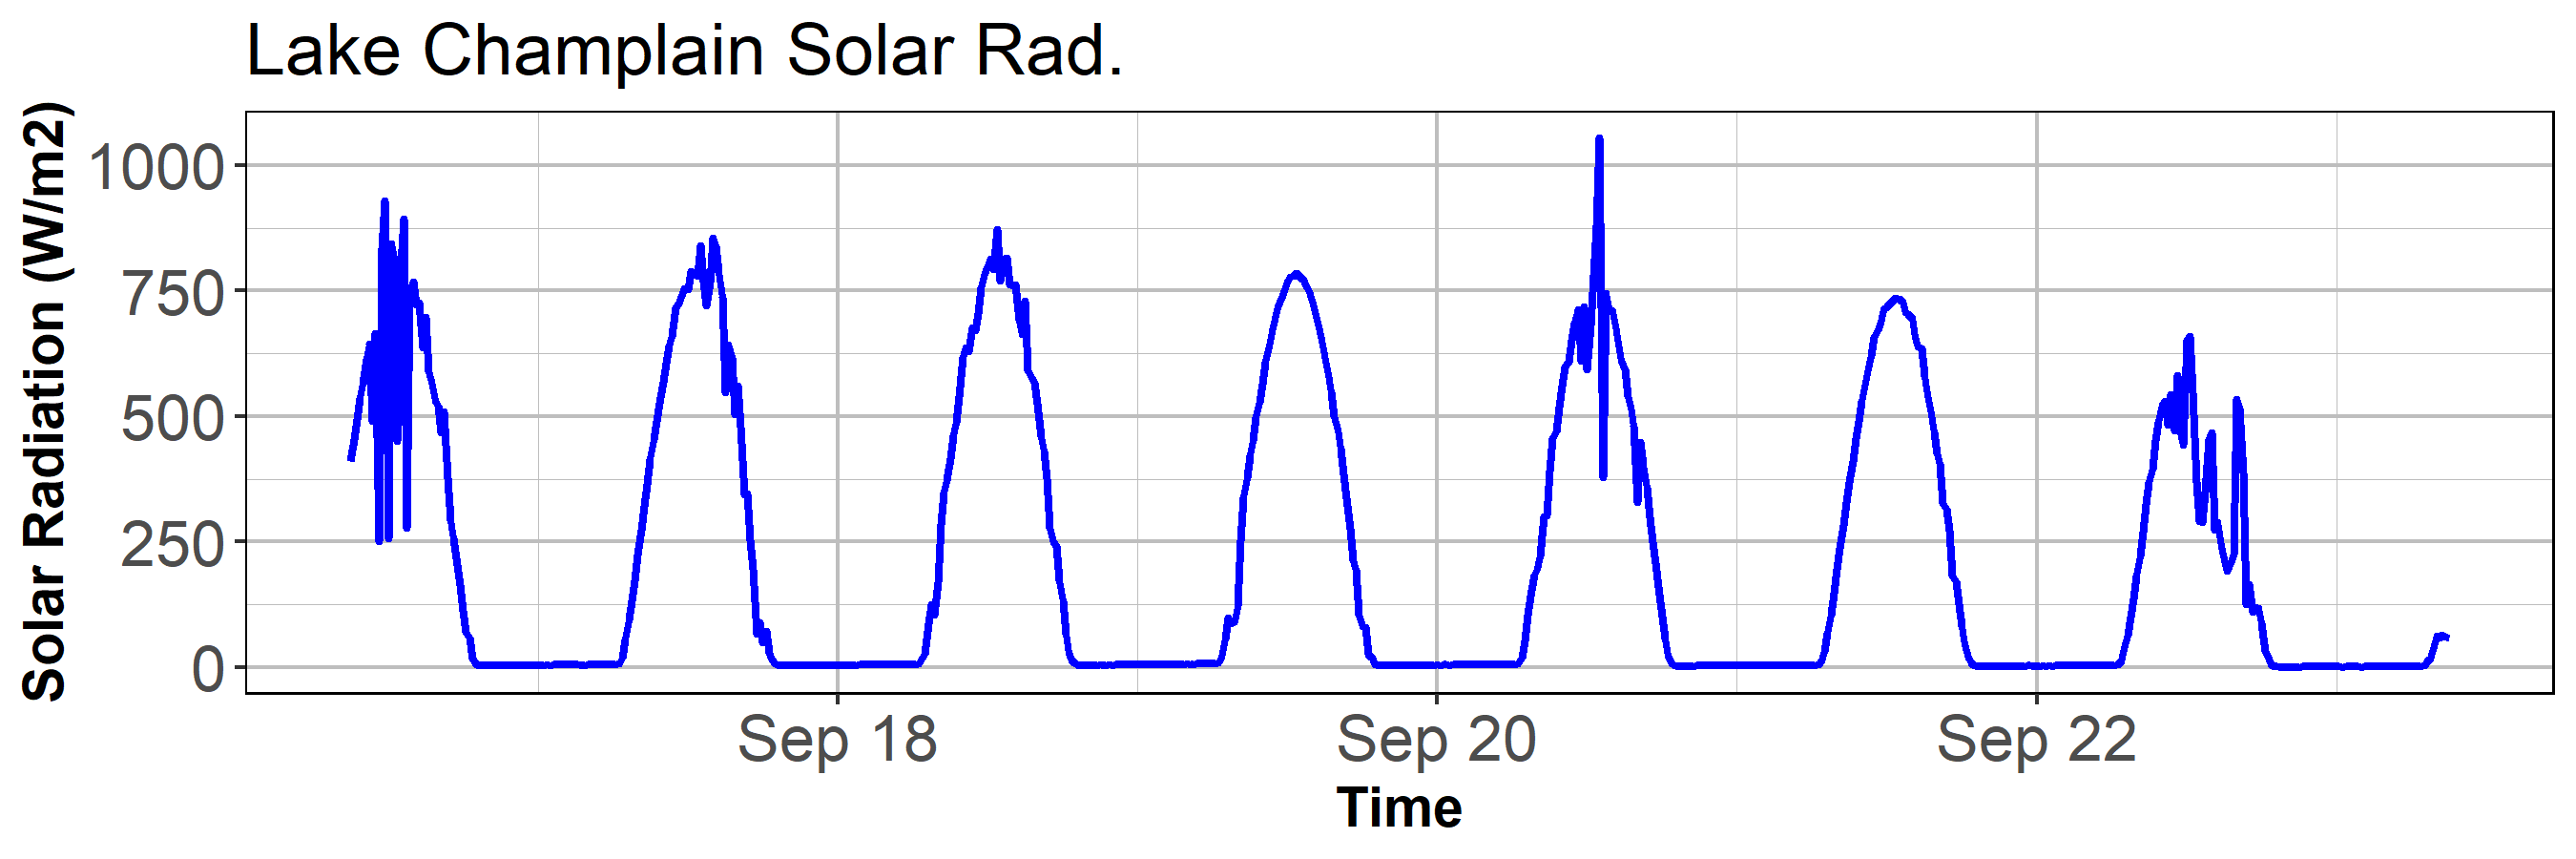 Lake Champlain Solar Rad.
Solar Radiation (W/m2)
1000
750
500
250
0
Sep 18
Sep 20
Sep 22
Time